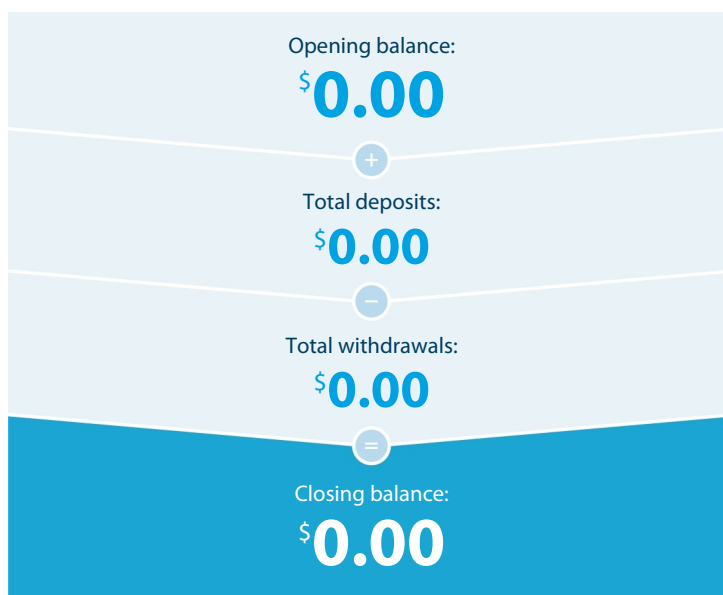 Opening balance:
$0.00
+
Total deposits:
$0.00
−
Total withdrawals:
$0.00
=
Closing balance:
$0.00